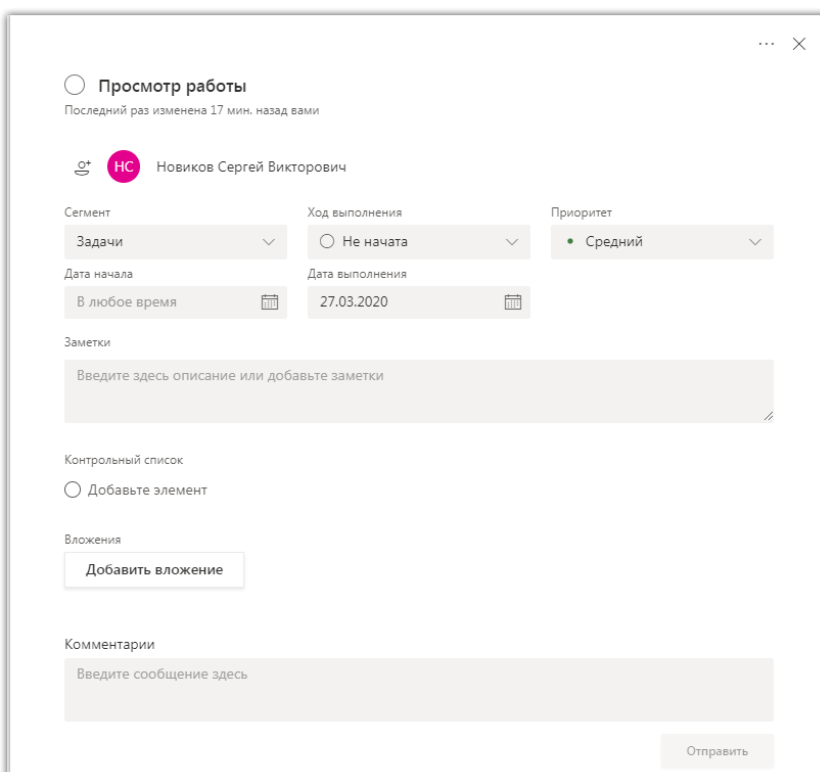 Просмотр работы
Последний раз изменена 17 мин. назад вами
НС Новиков Сергей Викторович
Сегмент Ход выполнения Приоритет
Задачи Не начата Средний
Дата начала Дата выполнения
В любое время 27.03.2020
Заметки
Введите здесь описание или добавьте заметки
Контрольный список
Добавьте элемент
Вложения
Добавить вложение
Комментарии
Введите сообщение здесь
Отправить